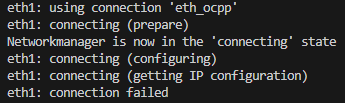 eth1: using connection 'eth_ocpp'
eth1: connecting (prepare)
Networkmanager is now in the 'connecting' state
eth1: connecting (configuring)
eth1: connecting (getting IP configuration)
eth1: connection failed